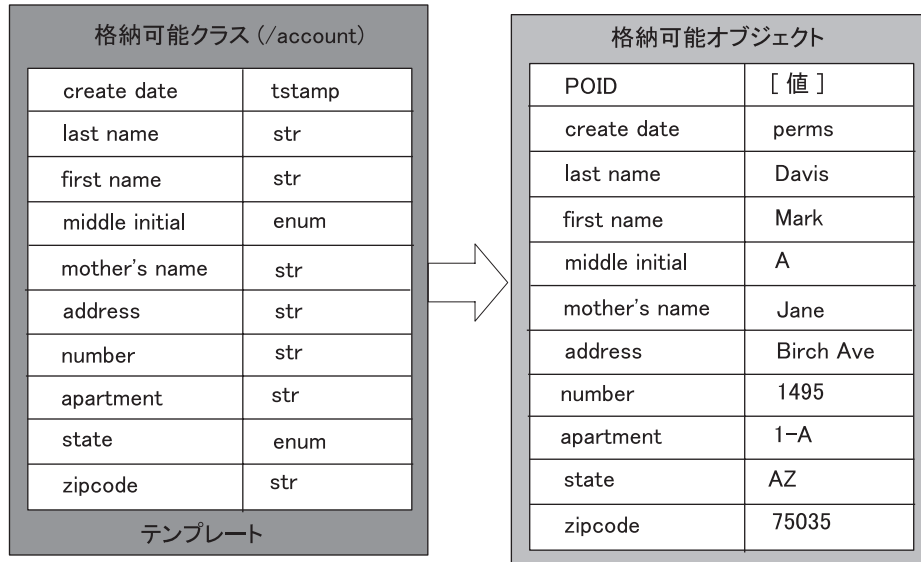 格納可能クラス (/account)
create date tstamp
last name str
first name str
middle initial enum
mother's name str
address str
number str
apartment str
state enum
zipcode str
テンプレート
格納可能オブジェクト
POID [ 値 ]
create date perms
last name Davis
first name Mark
middle initial A
mother's name Jane
address Birch Ave
number 1495
apartment 1-A
state AZ
zipcode 75035